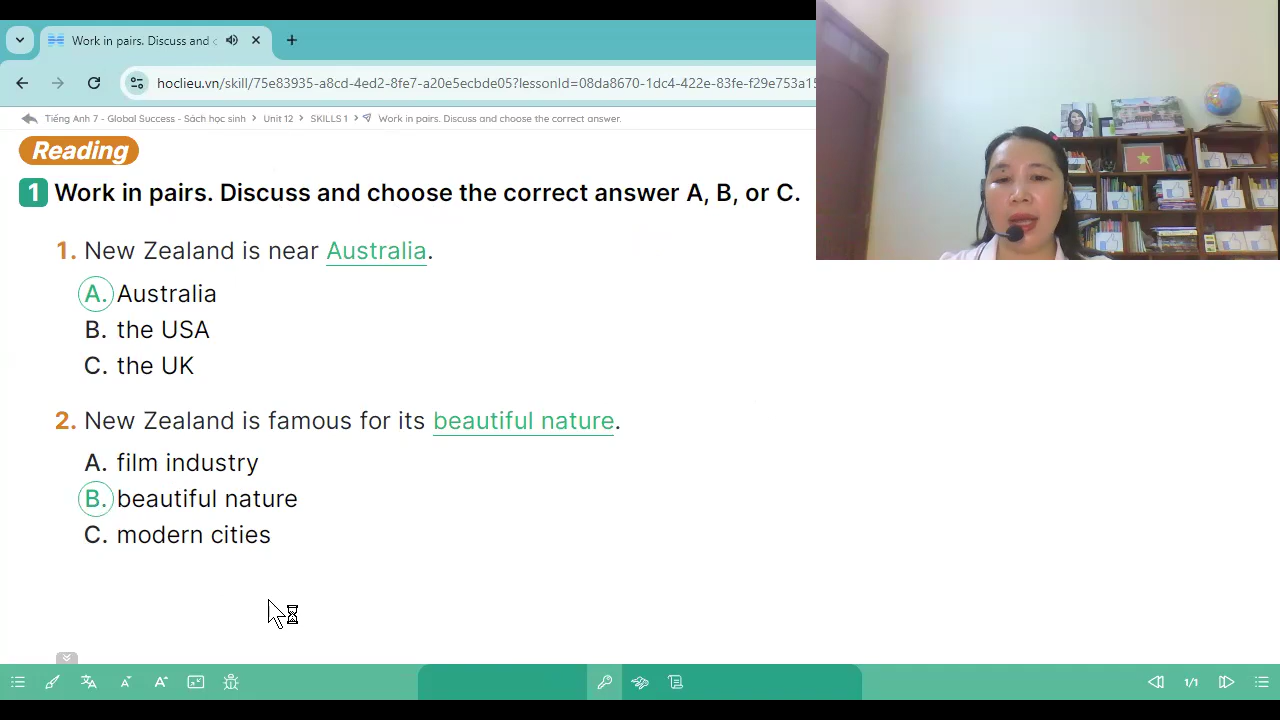 Work in pairs. Discuss and c
hoclieu.vn/skill/75e83935-a8cd-4ed2-8fe7-a20e5ecbde05?lessonId=08da8670-1dc4-422e-83fe-f29e753a15
Tiếng Anh 7 - Global Success - Sách học sinh > Unit 12 > SKILLS 1 > Work in pairs. Discuss and choose the correct answer.
Reading
1 Work in pairs. Discuss and choose the correct answer A, B, or C.
1. New Zealand is near Australia.
A. Australia
B. the USA
C. the UK
2. New Zealand is famous for its beautiful nature.
A. film industry
B. beautiful nature
C. modern cities
1/1